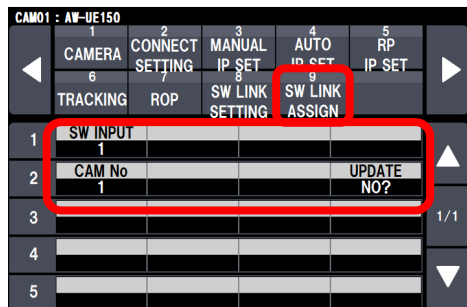 CAM01 : AW-UE150
1 2 3 4 5
CAMERA CONNECT SETTING MANUAL IP SET AUTO IP SET RP IP SET
6 7 8 9
TRACKING ROP SW LINK SETTING SW LINK ASSIGN
1 SW INPUT
1
2 CAM No UPDATE
1 NO?
3 1/1
4
5